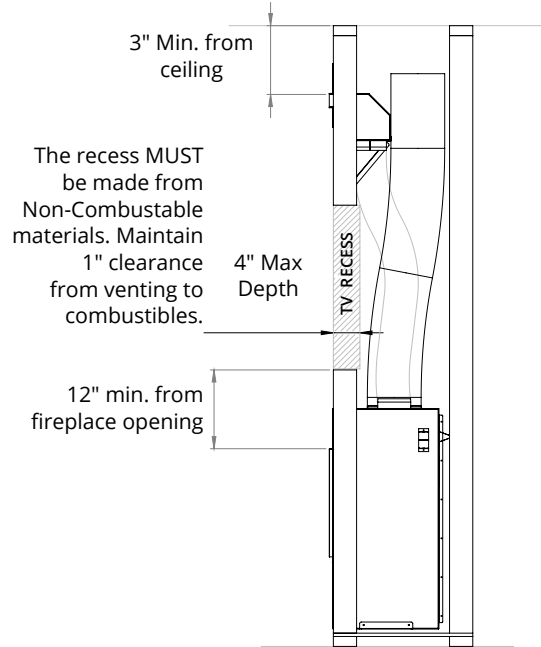 3" Min. from
ceiling
The recess MUST
be made from
Non-Combustable
materials. Maintain
1" clearance
from venting to
combustibles.
4" Max
Depth
TV RECESS
12" min. from
fireplace opening